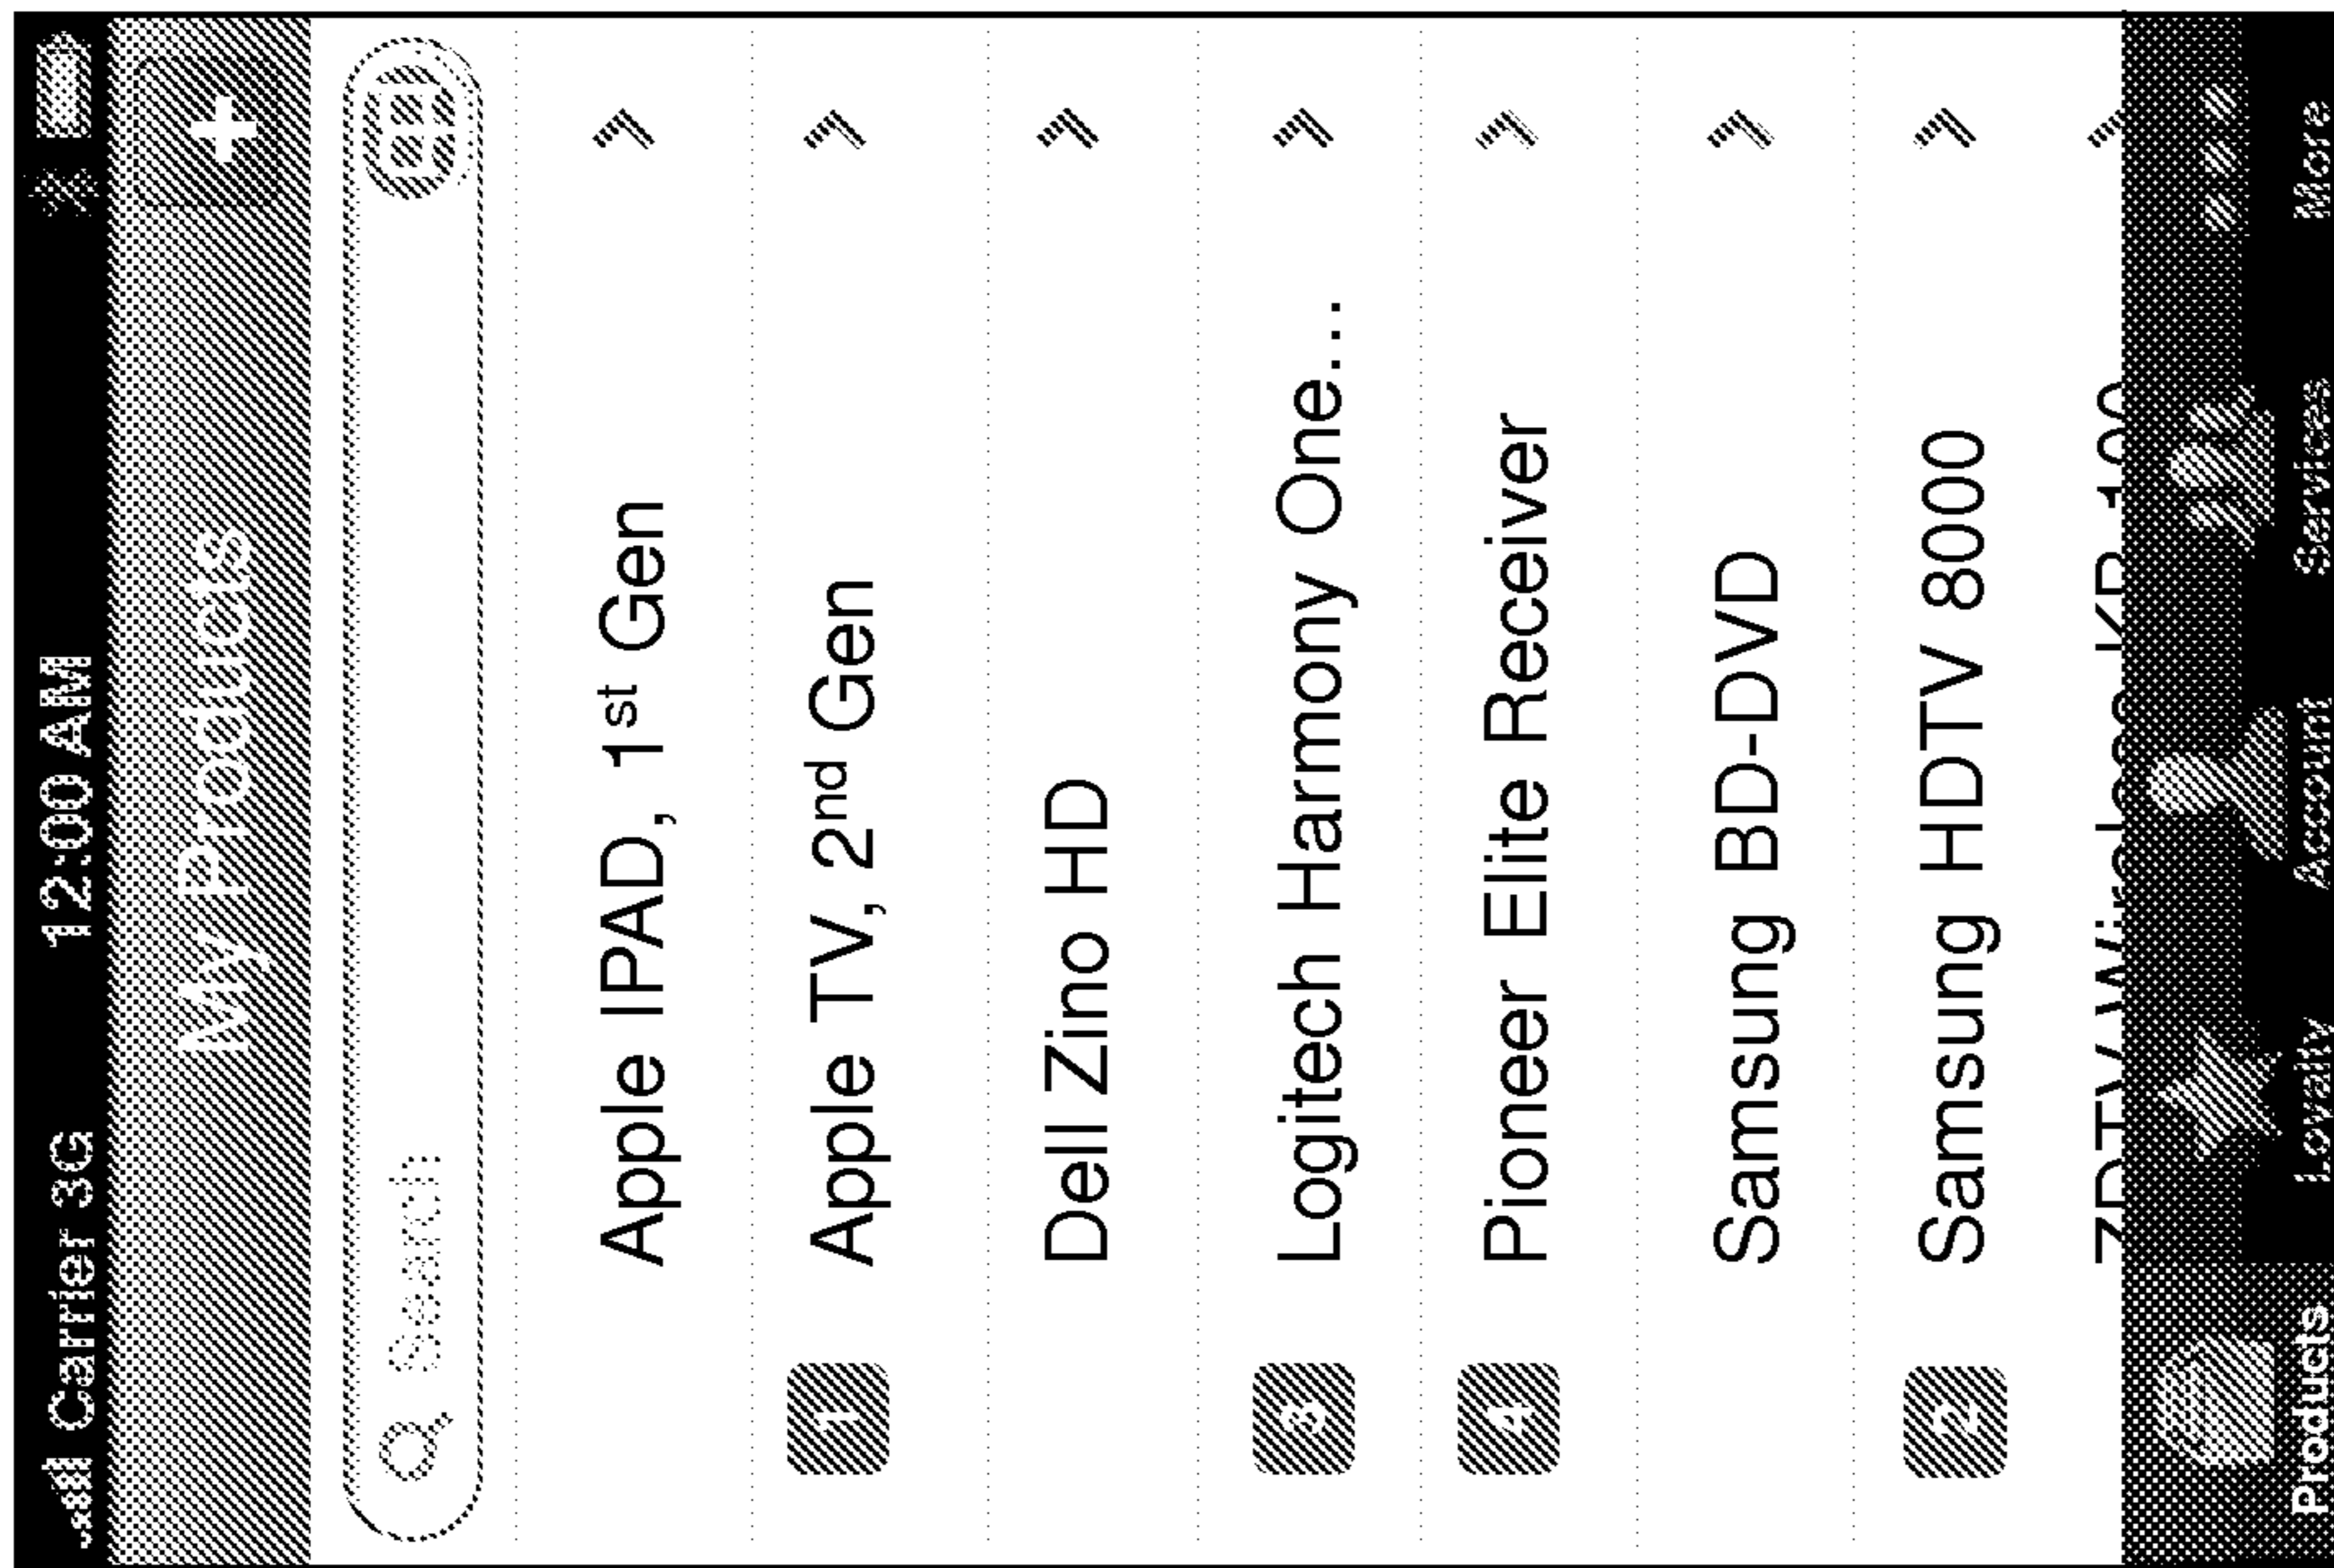 Carrier 3G 12:00 AM
My Products
+
Search
Apple IPAD, 1st Gen
1 Apple TV, 2nd Gen
Dell Zino HD
3 Logitech Harmony One...
4 Pioneer Elite Receiver
Samsung BD-DVD
2 Samsung HDTV 8000
Products Loyalty Account Services More